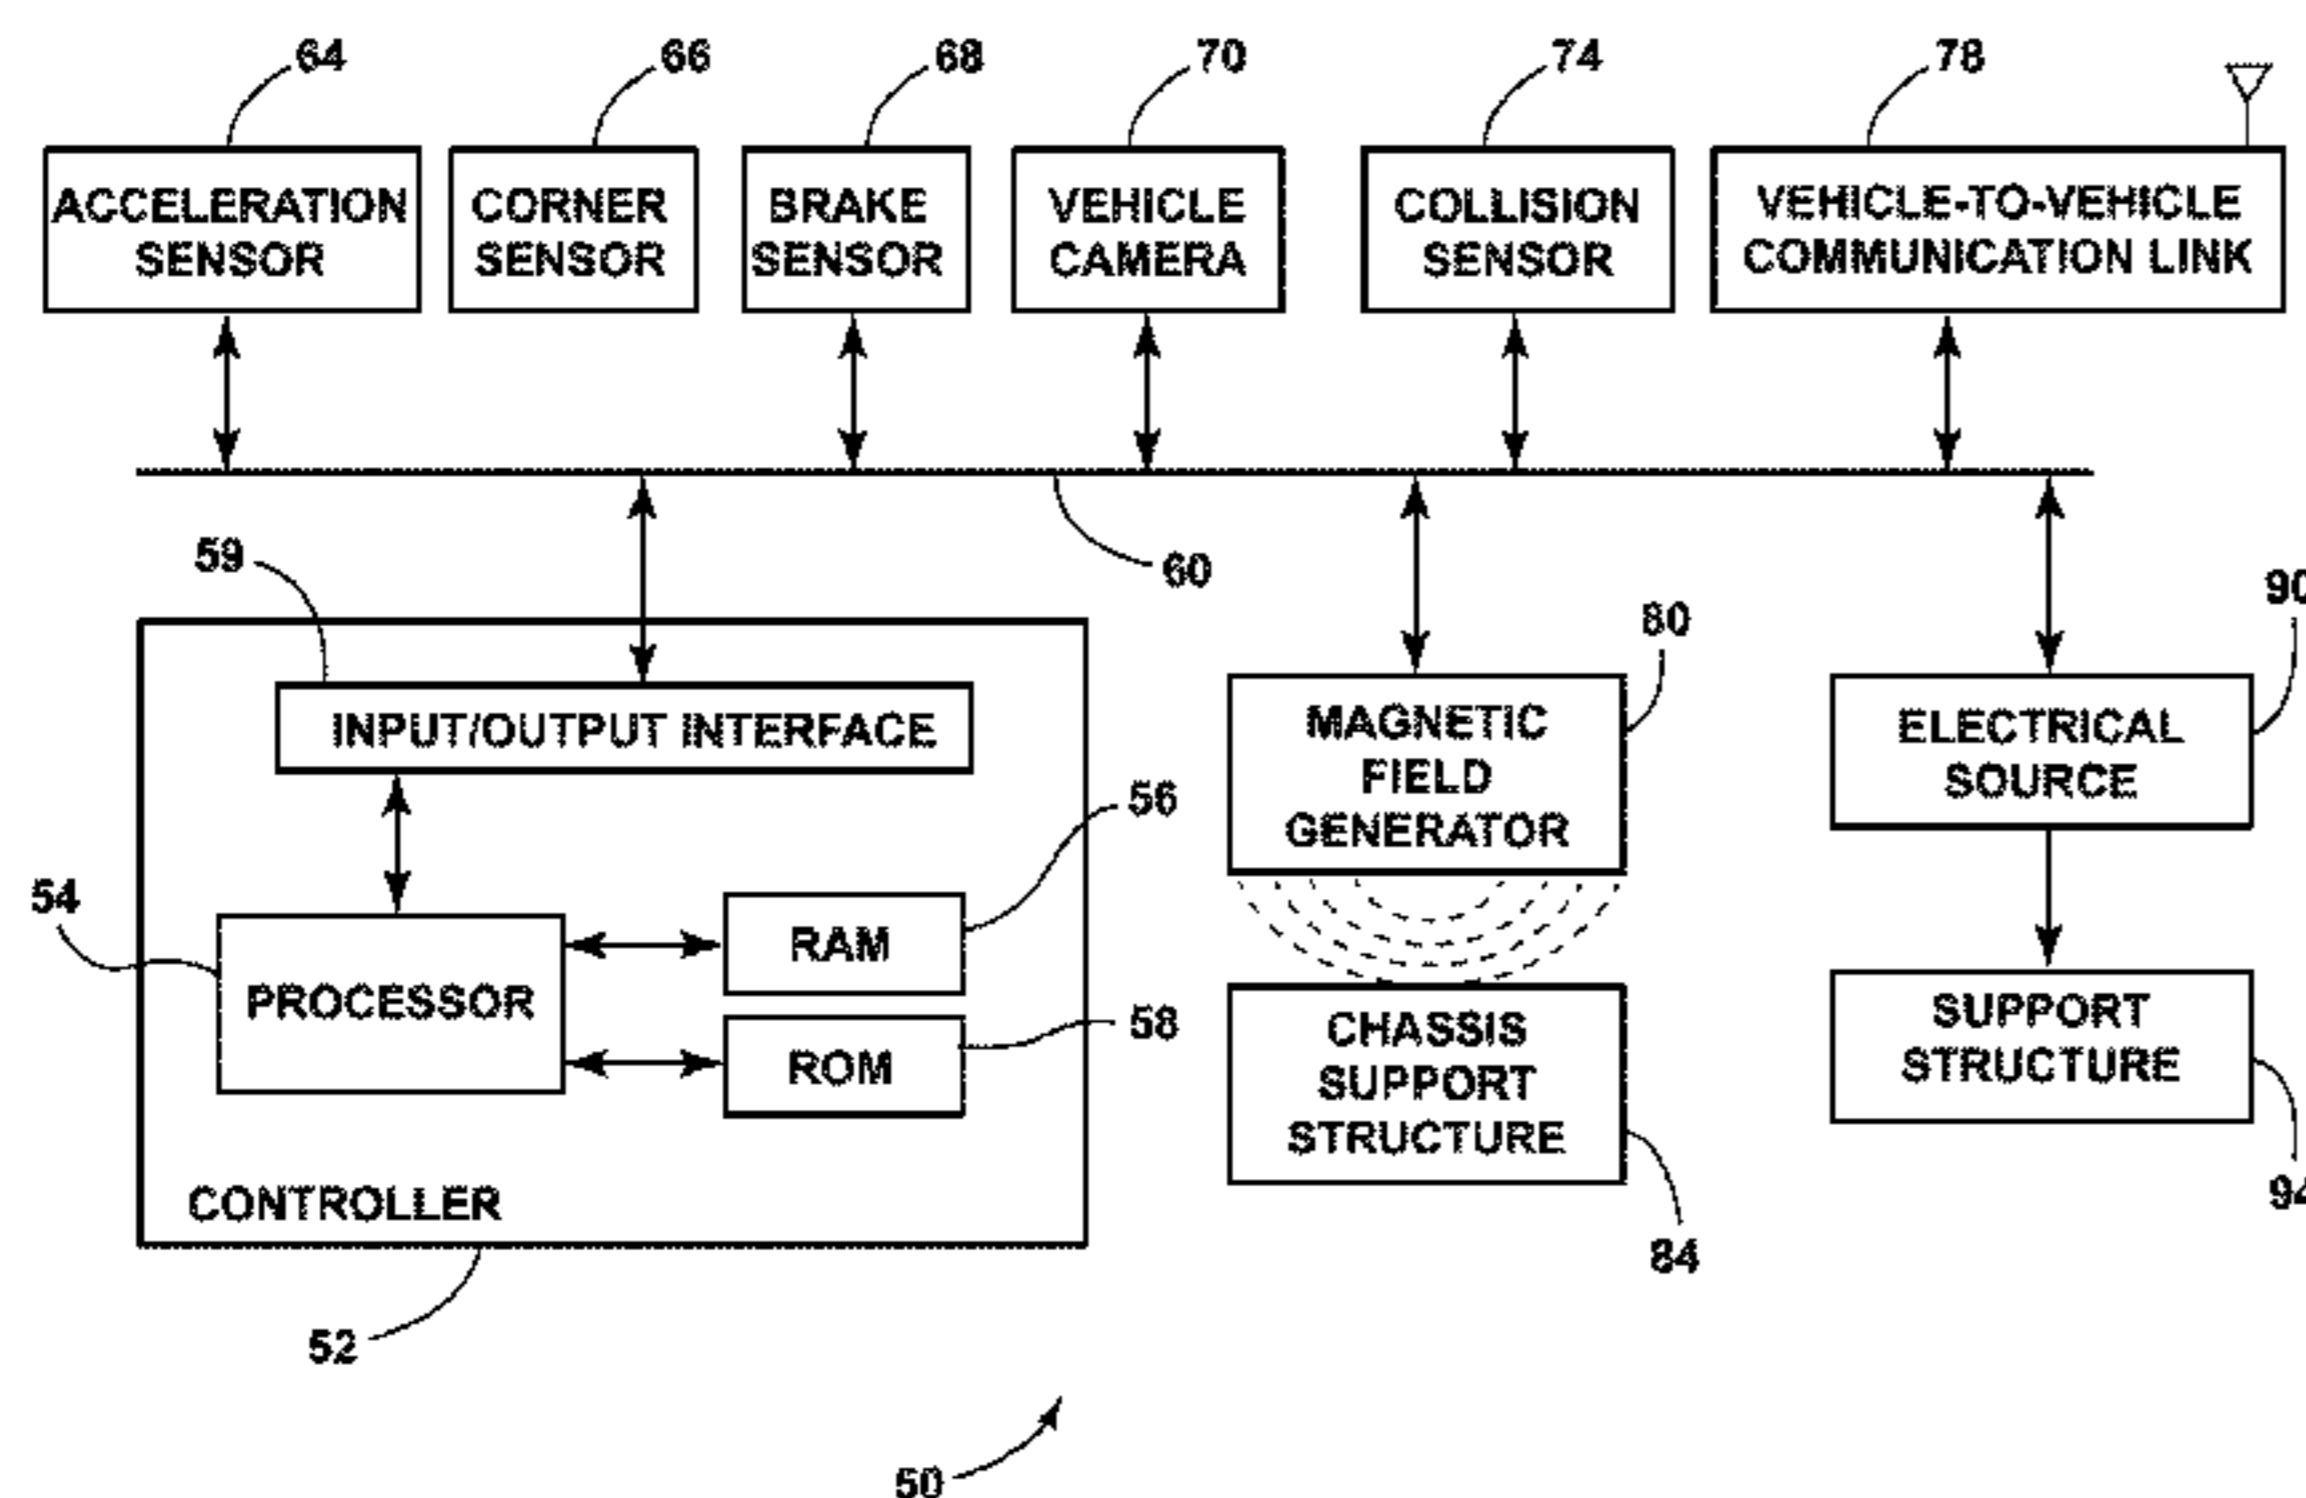 64
66
68
70
74
78
ACCELERATION
SENSOR
CORNER
SENSOR
BRAKE
SENSOR
VEHICLE
CAMERA
COLLISION
SENSOR
VEHICLE-TO-VEHICLE
COMMUNICATION LINK
59
60
90
80
INPUT/OUTPUT INTERFACE
MAGNETIC
FIELD
GENERATOR
ELECTRICAL
SOURCE
56
54
RAM
PROCESSOR
58
ROM
CHASSIS
SUPPORT
STRUCTURE
SUPPORT
STRUCTURE
94
CONTROLLER
84
52
50